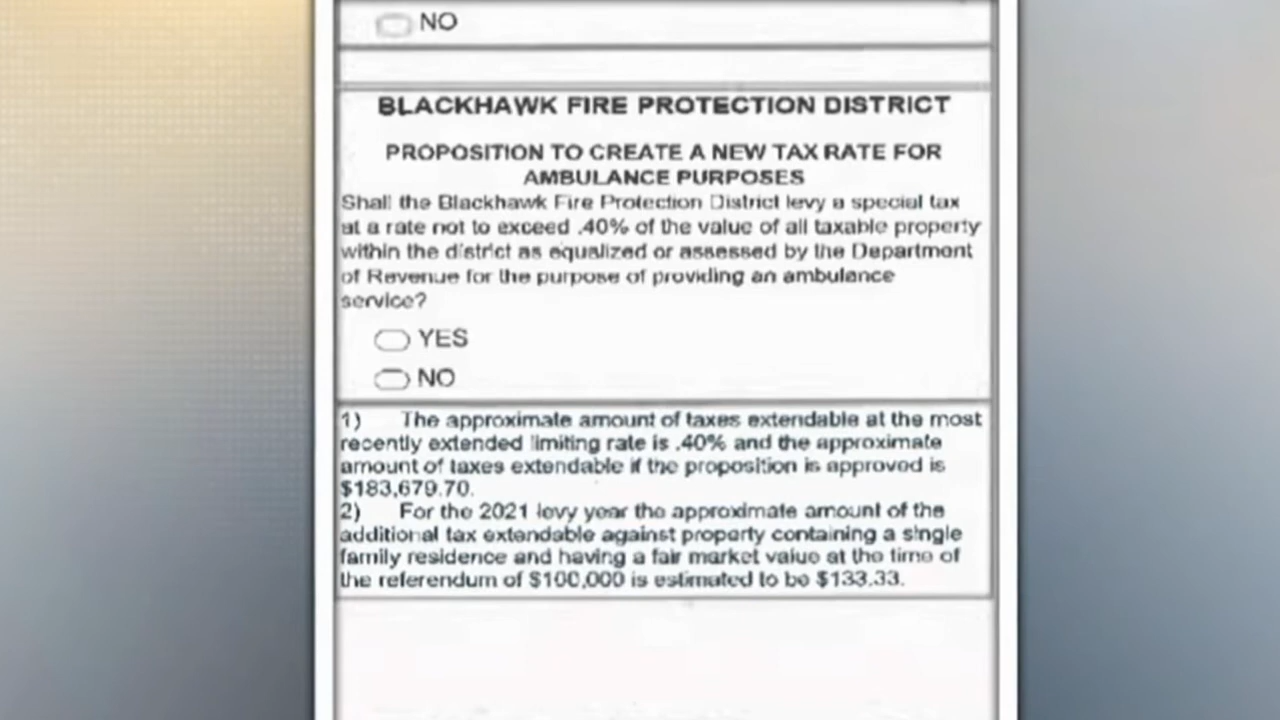 NO
BLACKHAWK FIRE PROTECTION DISTRICT
PROPOSITION TO CREATE A NEW TAX RATE FOR
AMBULANCE PURPOSES
Shall the Blackhawk Fire Protection District levy a special tax
at a rate not to exceed .40% of the value of all taxable property
within the district as equalized or assessed by the Department
of Revenue for the purpose of providing an ambulance
service?
YES
NO
1) The approximate amount of taxes extendable at the most
recently extended limiting rate is .40% and the approximate
amount of taxes extendable if the proposition is approved is
$183,679.70.
2) For the 2021 levy year the approximate amount of the
additional tax extendable against property containing a single
family residence and having a fair market value at the time of
the referendum of $100,000 is estimated to be $133.33.